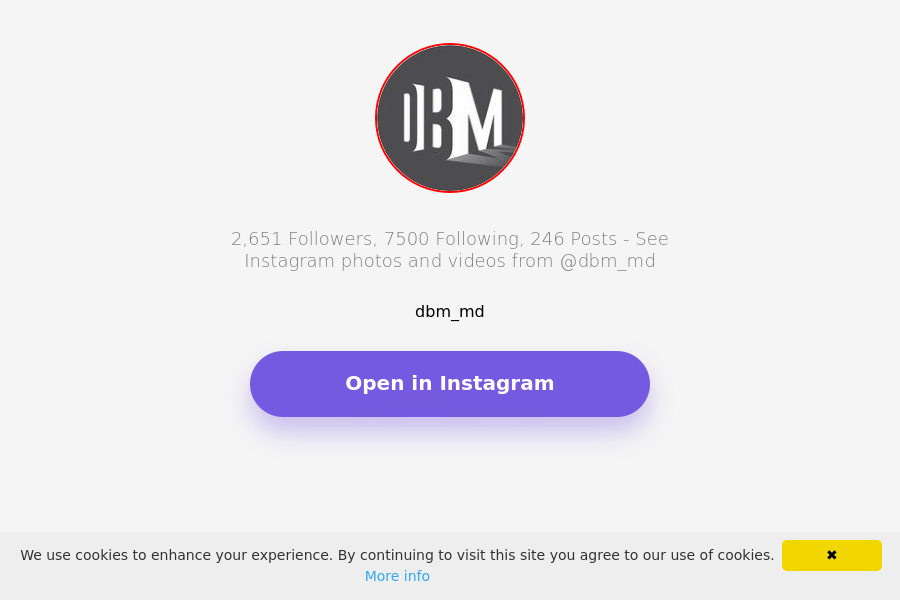 DBM
2,651 Followers, 7500 Following, 246 Posts - See
Instagram photos and videos from @dbm_md
dbm_md
Open in Instagram
We use cookies to enhance your experience. By continuing to visit this site you agree to our use of cookies.
More info
✖